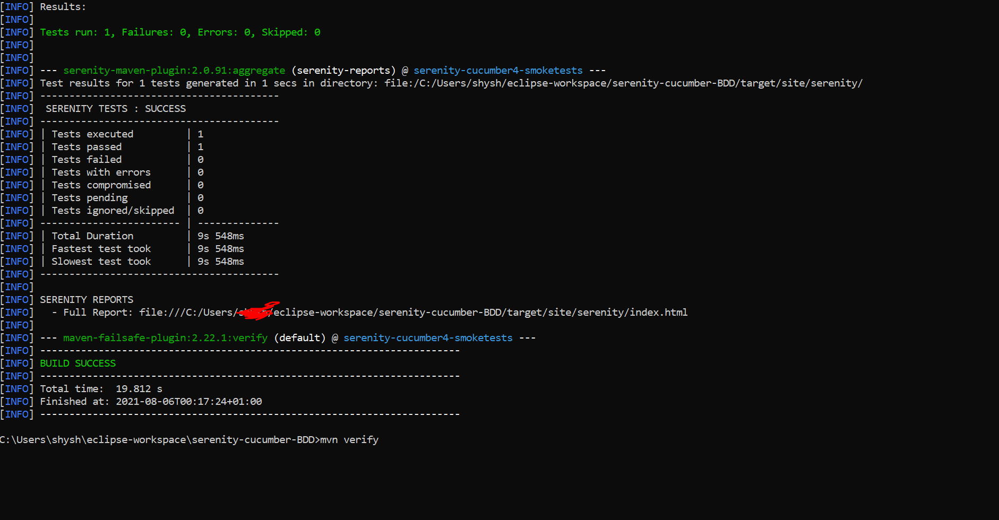 [INFO] Results:
[INFO]
[INFO] Tests run: 1, Failures: 0, Errors: 0, Skipped: 0
[INFO]
[INFO]
[INFO] --- serenity-maven-plugin:2.0.91:aggregate (serenity-reports) @ serenity-cucumber4-smoketests ---
[INFO] Test results for 1 tests generated in 1 secs in directory: file:/C:/Users/shysh/eclipse-workspace/serenity-cucumber-BDD/target/site/serenity/
[INFO] -----------------------------------------
[INFO]  SERENITY TESTS : SUCCESS
[INFO] -----------------------------------------
[INFO] | Tests executed         | 1
[INFO] | Tests passed           | 1
[INFO] | Tests failed           | 0
[INFO] | Tests with errors      | 0
[INFO] | Tests compromised      | 0
[INFO] | Tests pending          | 0
[INFO] | Tests ignored/skipped  | 0
[INFO] ------------------------ | --------------
[INFO] | Total Duration         | 9s 548ms
[INFO] | Fastest test took      | 9s 548ms
[INFO] | Slowest test took      | 9s 548ms
[INFO] -----------------------------------------
[INFO]
[INFO] SERENITY REPORTS
[INFO]   - Full Report: file:///C:/Users/ /eclipse-workspace/serenity-cucumber-BDD/target/site/serenity/index.html
[INFO]
[INFO] --- maven-failsafe-plugin:2.22.1:verify (default) @ serenity-cucumber4-smoketests ---
[INFO] ------------------------------------------------------------------------
[INFO] BUILD SUCCESS
[INFO] ------------------------------------------------------------------------
[INFO] Total time:  19.812 s
[INFO] Finished at: 2021-08-06T00:17:24+01:00
[INFO] ------------------------------------------------------------------------
C:\Users\shysh\eclipse-workspace\serenity-cucumber-BDD>mvn verify